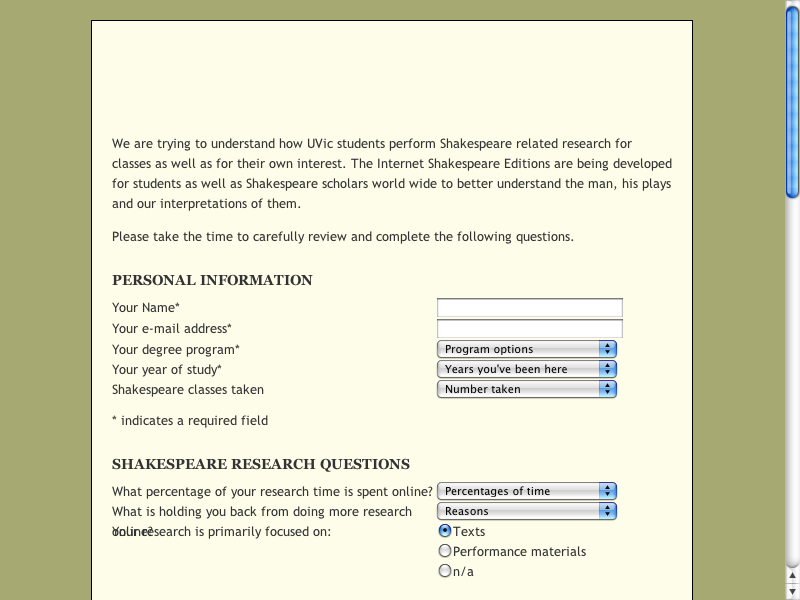 We are trying to understand how UVic students perform Shakespeare related research for
classes as well as for their own interest. The Internet Shakespeare Editions are being developed
for students as well as Shakespeare scholars world wide to better understand the man, his plays
and our interpretations of them.
Please take the time to carefully review and complete the following questions.
PERSONAL INFORMATION
Your Name*
Your e-mail address*
Your degree program* Program options
Your year of study* Years you've been here
Shakespeare classes taken Number taken
* indicates a required field
SHAKESPEARE RESEARCH QUESTIONS
What percentage of your research time is spent online? Percentages of time
What is holding you back from doing more research Reasons
online?
Your research is primarily focused on: Texts
Performance materials
n/a